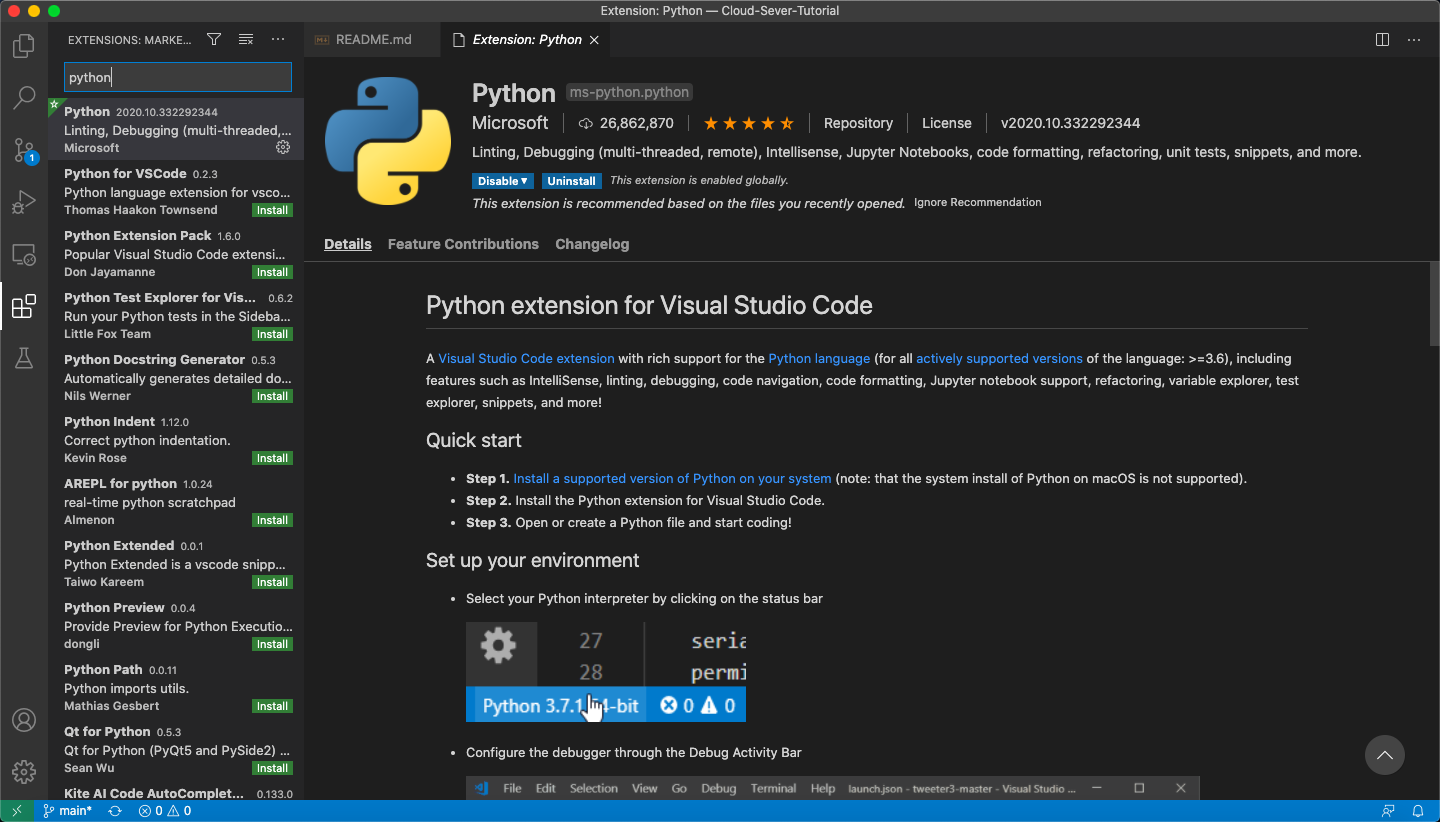 Extension: Python — Cloud-Sever-Tutorial
EXTENSIONS: MARKE...
python
Python 2020.10.332292344
Linting, Debugging (multi-threaded,...
Microsoft
Python for VSCode 0.2.3
Python language extension for vsco...
Thomas Haakon Townsend Install
Python Extension Pack 1.6.0
Popular Visual Studio Code extensi...
Don Jayamanne Install
Python Test Explorer for Vis... 0.6.2
Run your Python tests in the Sideba...
Little Fox Team Install
Python Docstring Generator 0.5.3
Automatically generates detailed do...
Nils Werner Install
Python Indent 1.12.0
Correct python indentation.
Kevin Rose Install
AREPL for python 1.0.24
real-time python scratchpad
Almenon Install
Python Extended 0.0.1
Python Extended is a vscode snipp...
Taiwo Kareem Install
Python Preview 0.0.4
Provide Preview for Python Executio...
dongli Install
Python Path 0.0.11
Python imports utils.
Mathias Gesbert Install
Qt for Python 0.5.3
Qt for Python (PyQt5 and PySide2) ...
Sean Wu Install
Kite AI Code AutoComplet... 0.133.0
1
README.md
Extension: Python
Python ms-python.python
Microsoft 26,862,870 Repository License v2020.10.332292344
Linting, Debugging (multi-threaded, remote), Intellisense, Jupyter Notebooks, code formatting, refactoring, unit tests, snippets, and more.
Disable Uninstall This extension is enabled globally.
This extension is recommended based on the files you recently opened. Ignore Recommendation
Details Feature Contributions Changelog
Python extension for Visual Studio Code
A Visual Studio Code extension with rich support for the Python language (for all actively supported versions of the language: >=3.6), including
features such as IntelliSense, linting, debugging, code navigation, code formatting, Jupyter notebook support, refactoring, variable explorer, test
explorer, snippets, and more!
Quick start
• Step 1. Install a supported version of Python on your system (note: that the system install of Python on macOS is not supported).
• Step 2. Install the Python extension for Visual Studio Code.
• Step 3. Open or create a Python file and start coding!
Set up your environment
• Select your Python interpreter by clicking on the status bar
27 seria
28 permi
Python 3.7.1 -bit 0 0
• Configure the debugger through the Debug Activity Bar
File Edit Selection View Go Debug Terminal Help launch.json - tweeter3-master - Visual Studio ...
main* 0 0